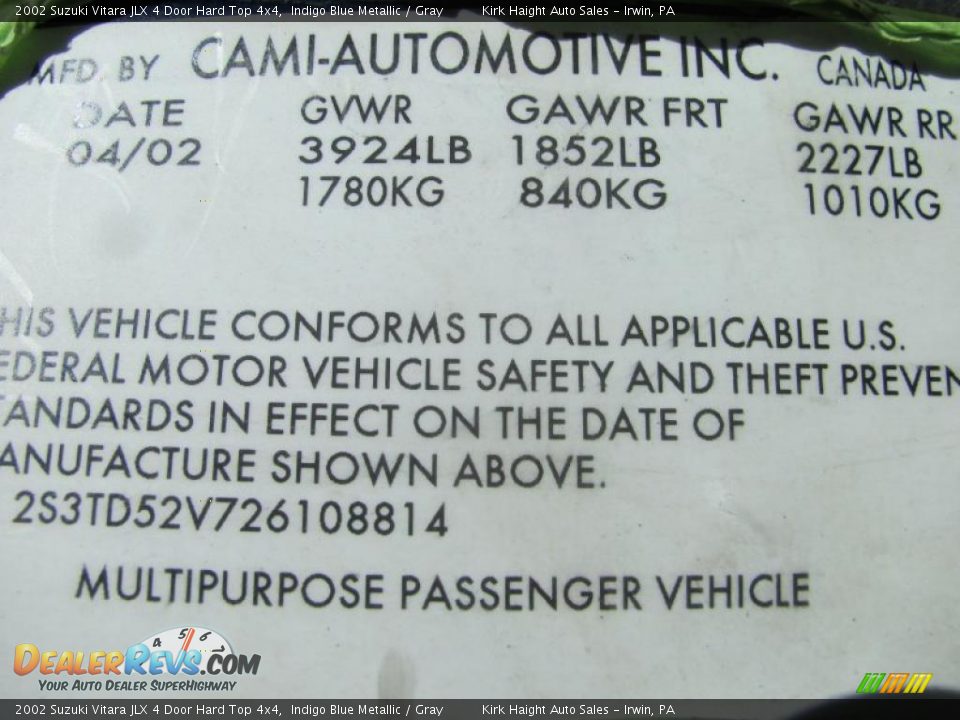 2002 Suzuki Vitara JLX 4 Door Hard Top 4x4, Indigo Blue Metallic / Gray Kirk Haight Auto Sales - Irwin, PA
MFD. BY CAMI-AUTOMOTIVE INC. CANADA
DATE GVWR GAWR FRT GAWR RR
04/02 3924LB 1852LB 2227LB
1780KG 840KG 1010KG
HIS VEHICLE CONFORMS TO ALL APPLICABLE U.S.
EDERAL MOTOR VEHICLE SAFETY AND THEFT PREVEN
TANDARDS IN EFFECT ON THE DATE OF
ANUFACTURE SHOWN ABOVE.
2S3TD52V726108814
MULTIPURPOSE PASSENGER VEHICLE
4 5 6
DEALERREVS.COM
YOUR AUTO DEALER SUPERHIGHWAY
2002 Suzuki Vitara JLX 4 Door Hard Top 4x4, Indigo Blue Metallic / Gray Kirk Haight Auto Sales - Irwin, PA